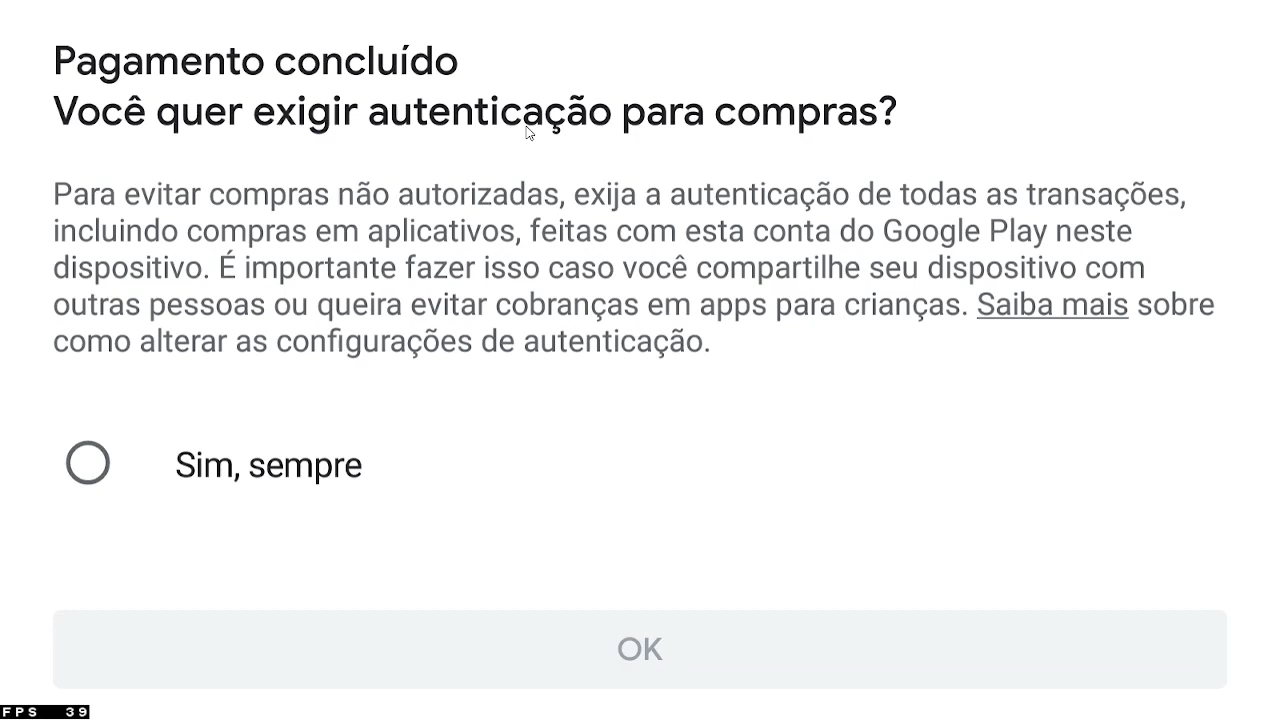 Pagamento concluído
Você quer exigir autenticação para compras?
Para evitar compras não autorizadas, exija a autenticação de todas as transações,
incluindo compras em aplicativos, feitas com esta conta do Google Play neste
dispositivo. É importante fazer isso caso você compartilhe seu dispositivo com
outras pessoas ou queira evitar cobranças em apps para crianças. Saiba mais sobre
como alterar as configurações de autenticação.
Sim, sempre
OK
FPS 39